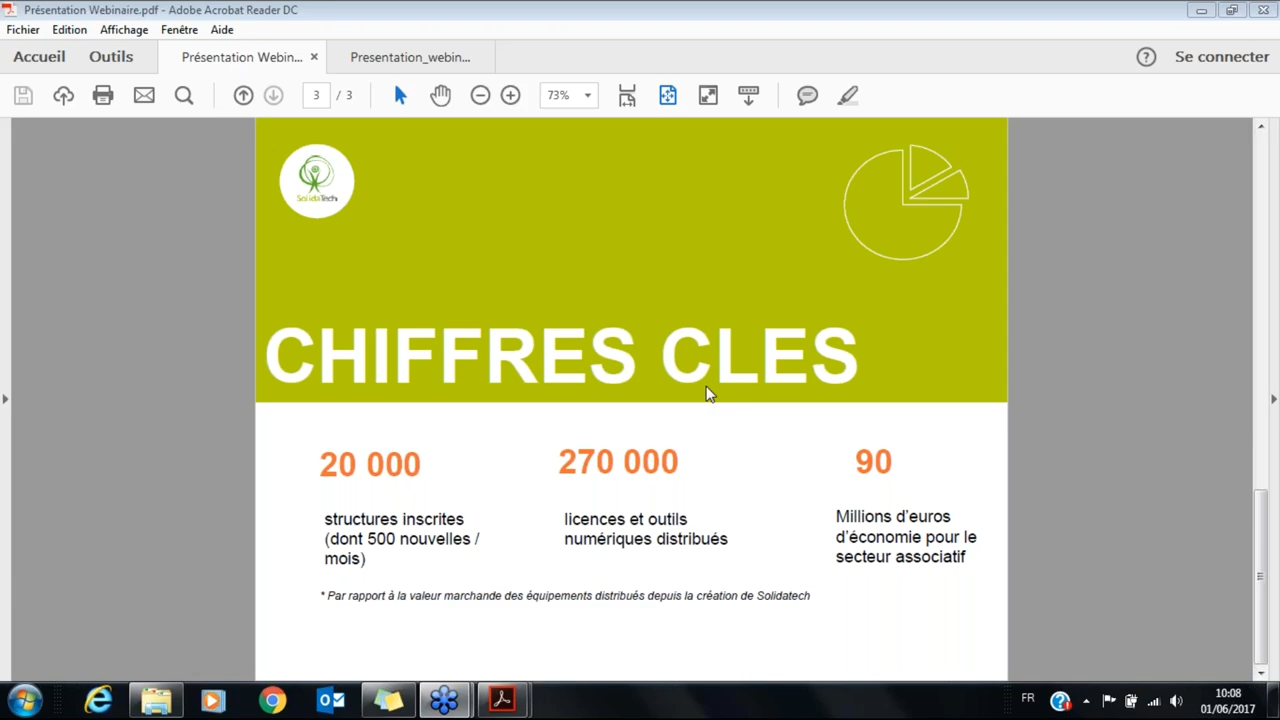 Présentation Webinaire.pdf - Adobe Acrobat Reader DC
Fichier Edition Affichage Fenêtre Aide
Accueil Outils Présentation Webin... × Presentation_webin... ? Se connecter
3 / 3 73%
SolidaTech
CHIFFRES CLES
20 000 270 000 90
structures inscrites
(dont 500 nouvelles /
mois)
licences et outils
numériques distribués
Millions d'euros
d'économie pour le
secteur associatif
* Par rapport à la valeur marchande des équipements distribués depuis la création de Solidatech
FR 10:08
01/06/2017